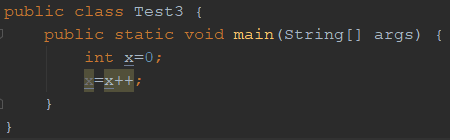 public class Test3 {
    public static void main(String[] args) {
        int x=0;
        x=x++;
    }
}